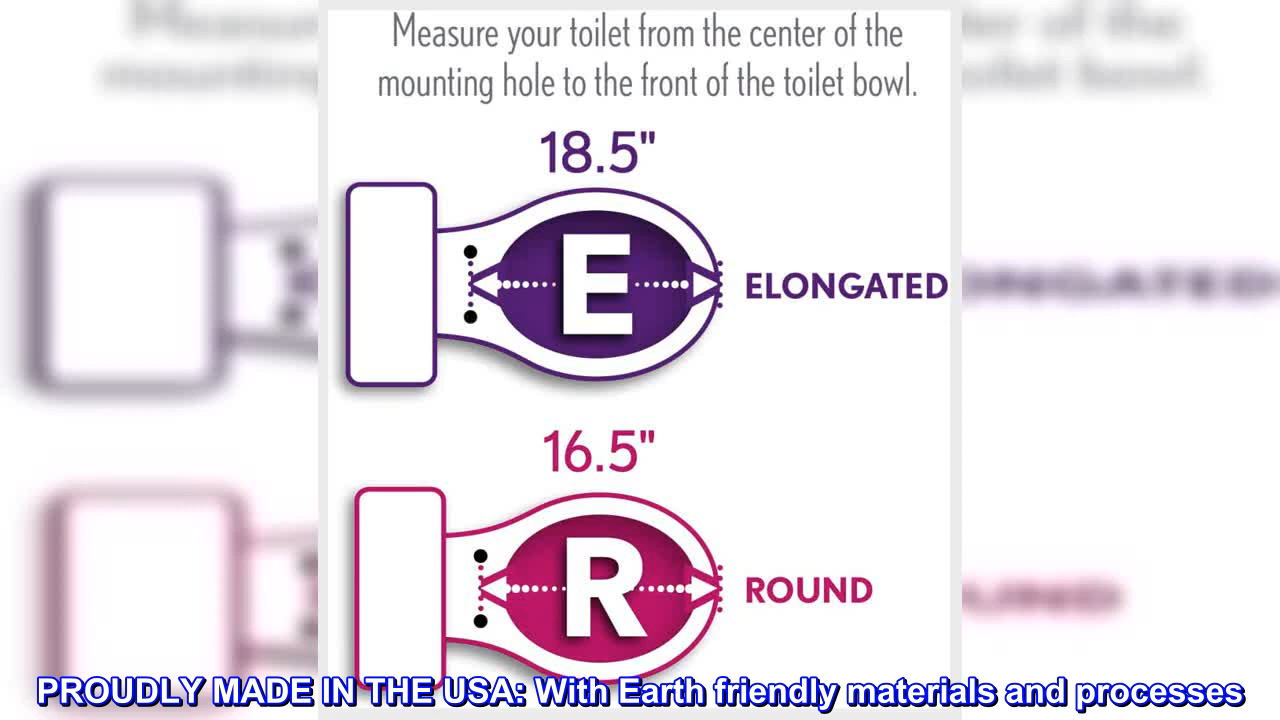 Measure your toilet from the center of the
mounting hole to the front of the toilet bowl.
18.5"
E
ELONGATED
16.5"
R
ROUND
PROUDLY MADE IN THE USA: With Earth friendly materials and processes